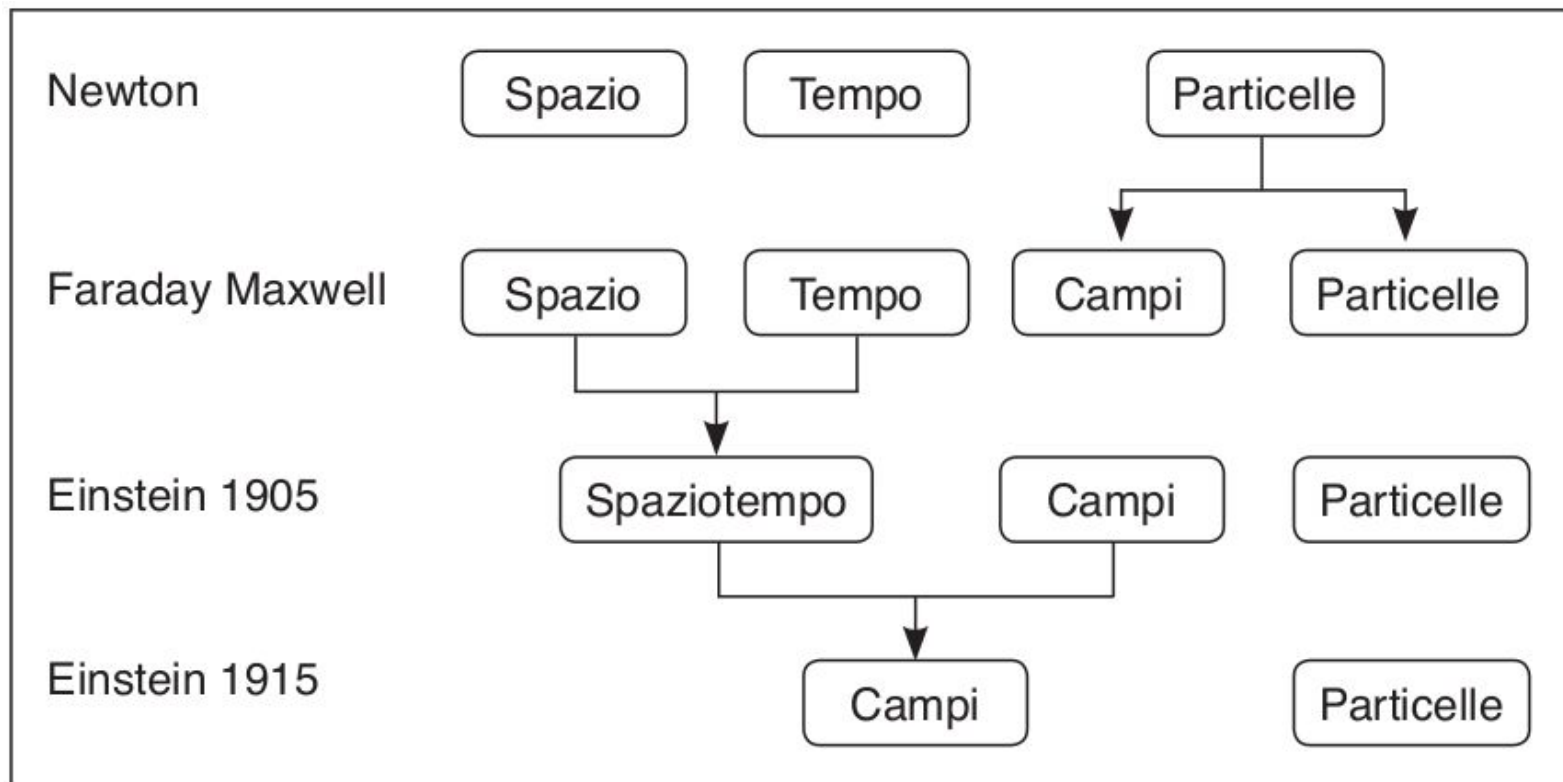 Newton Spazio Tempo Particelle
Faraday Maxwell Spazio Tempo Campi Particelle
Einstein 1905 Spaziotempo Campi Particelle
Einstein 1915 Campi Particelle